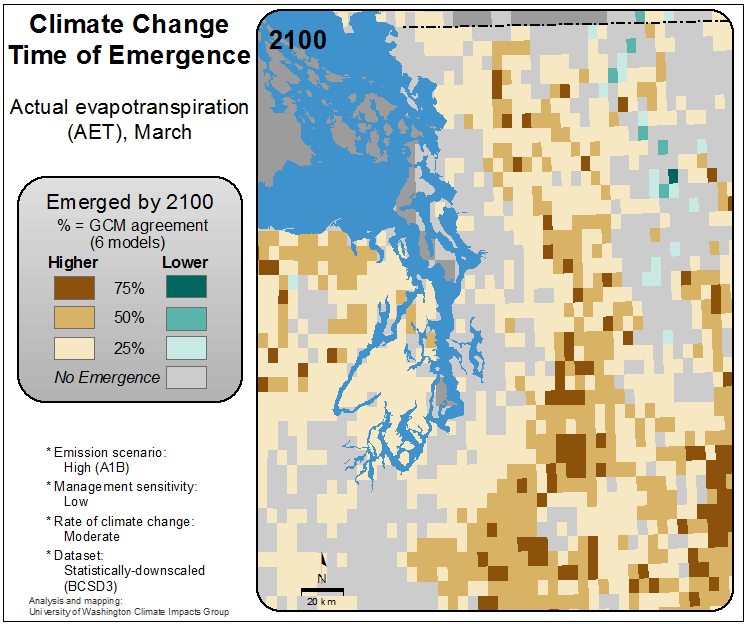 Climate Change
Time of Emergence
Actual evapotranspiration
(AET), March
Emerged by 2100
% = GCM agreement
(6 models)
Higher Lower
75%
50%
25%
No Emergence
* Emission scenario:
High (A1B)
* Management sensitivity:
Low
* Rate of climate change:
Moderate
* Dataset:
Statistically-downscaled
(BCSD3)
Analysis and mapping:
University of Washington Climate Impacts Group
2100
N
20 km